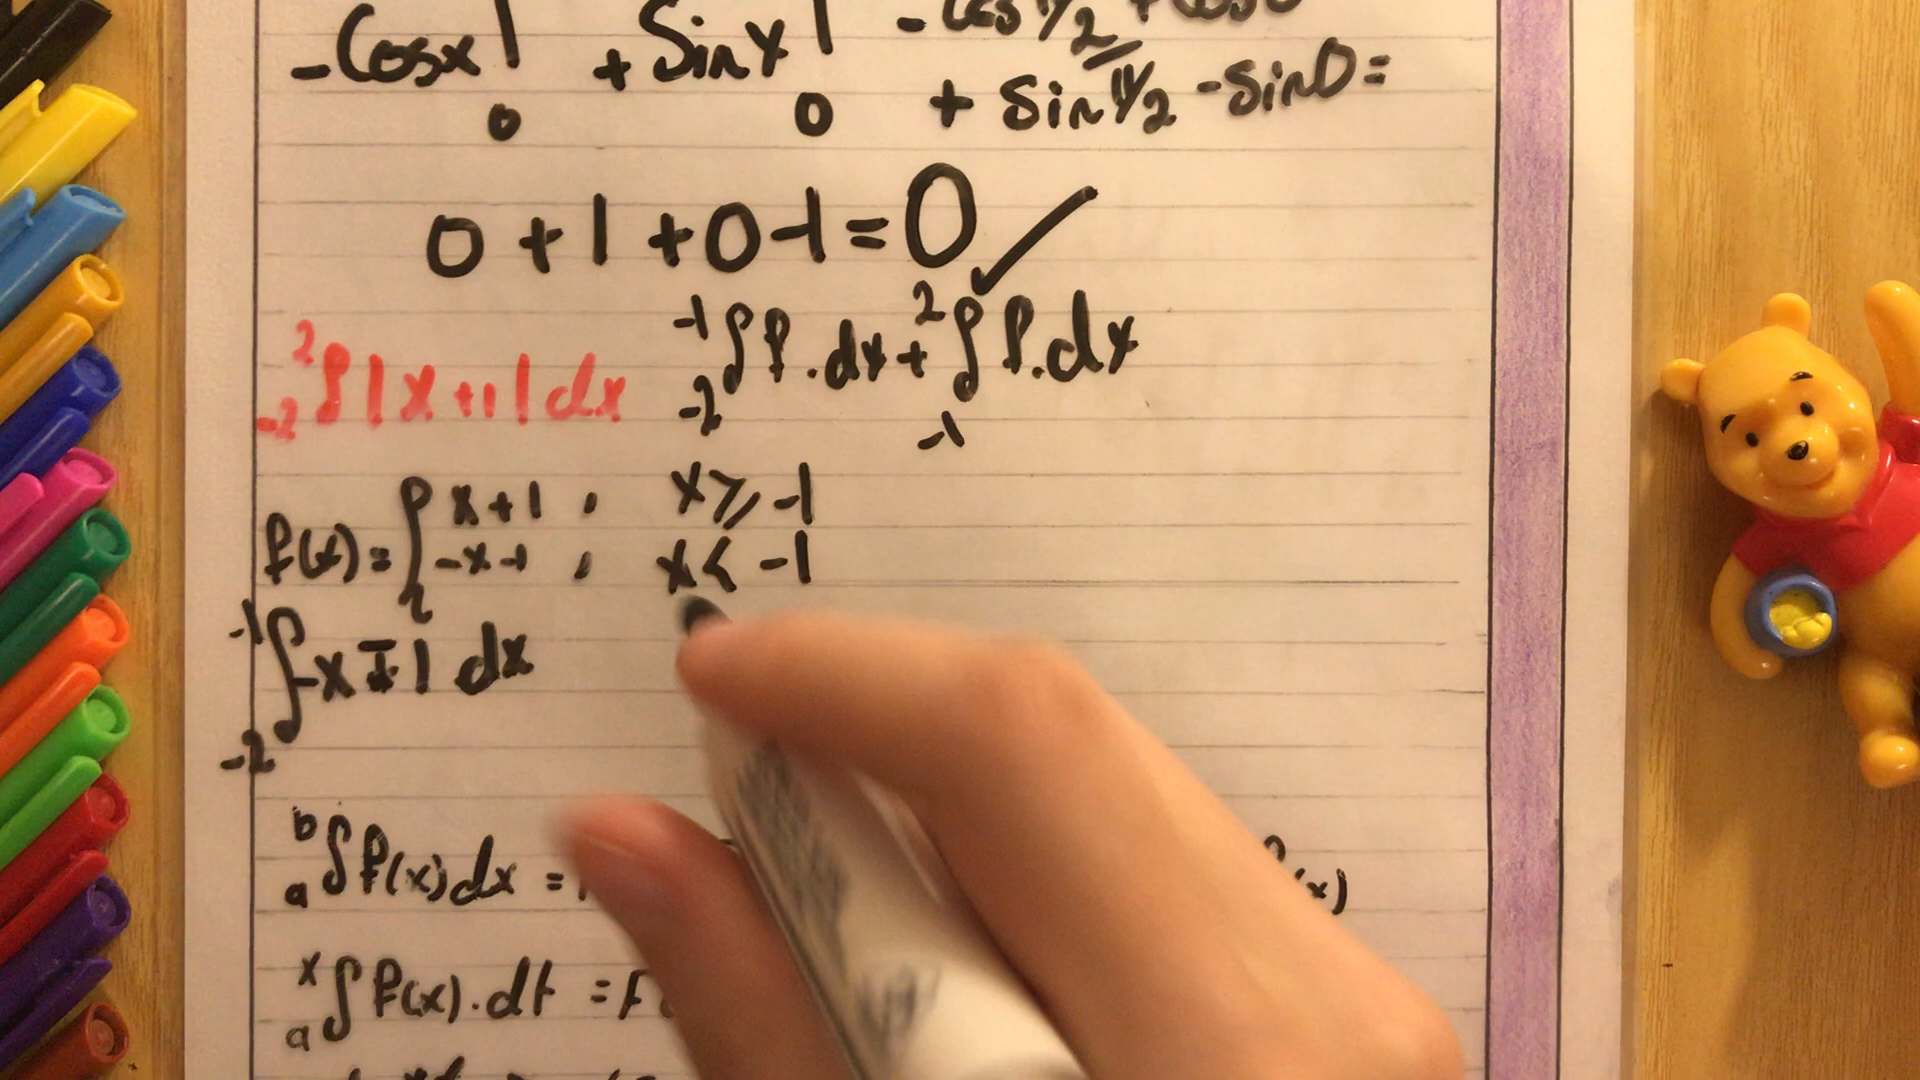 -Cosx| + Sinx| -Cos π/2 + Cos0
0 0 + Sin π/2 - Sin0 =
0 + 1 + 0 - 1 = 0 ✓
2 ∫ |x+1| dx -1 ∫ f.dx + 2 ∫ f.dx
-2 -2 -1
f(x) = { x+1 , x ≥ -1
-x-1 , x < -1
-1 ∫ -x ∓ 1 dx
-2
b
a ∫ f(x)dx = (x)
x
a ∫ f(x).dt = F